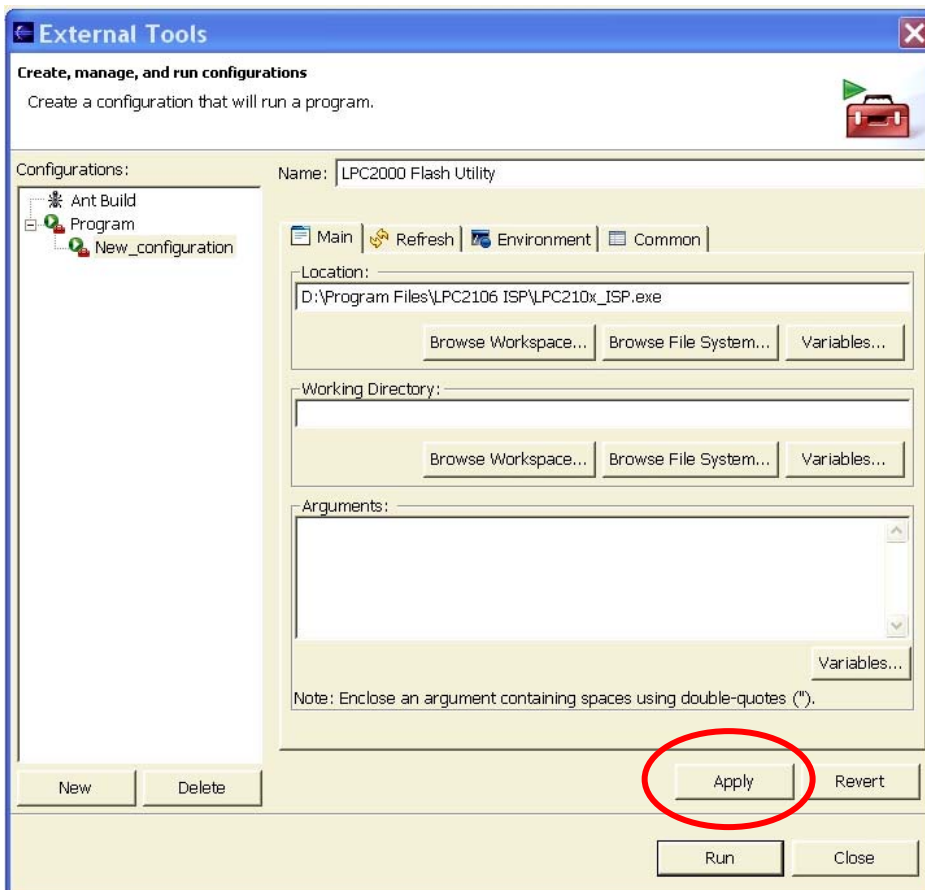 External Tools
Create, manage, and run configurations
Create a configuration that will run a program.
Configurations:
Ant Build
Program
New_configuration
New
Delete
Name: LPC2000 Flash Utility
Main Refresh Environment Common
Location:
D:\Program Files\LPC2106 ISP\LPC210x_ISP.exe
Browse Workspace... Browse File System... Variables...
Working Directory:
Browse Workspace... Browse File System... Variables...
Arguments:
Variables...
Note: Enclose an argument containing spaces using double-quotes (").
Apply Revert
Run Close